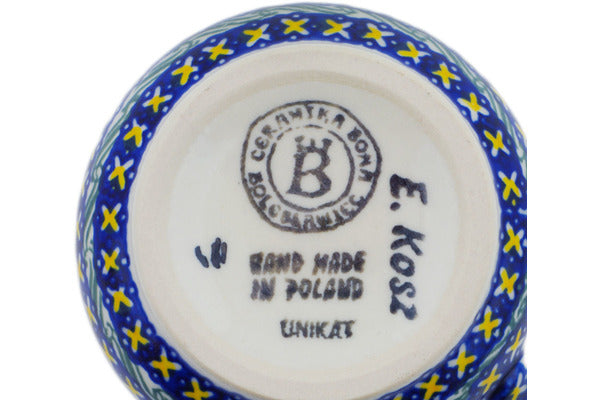 CERAMIKA BONA
B
BOLESŁAWIEC
HAND MADE
IN POLAND
UNIKAT
E. KOSZ